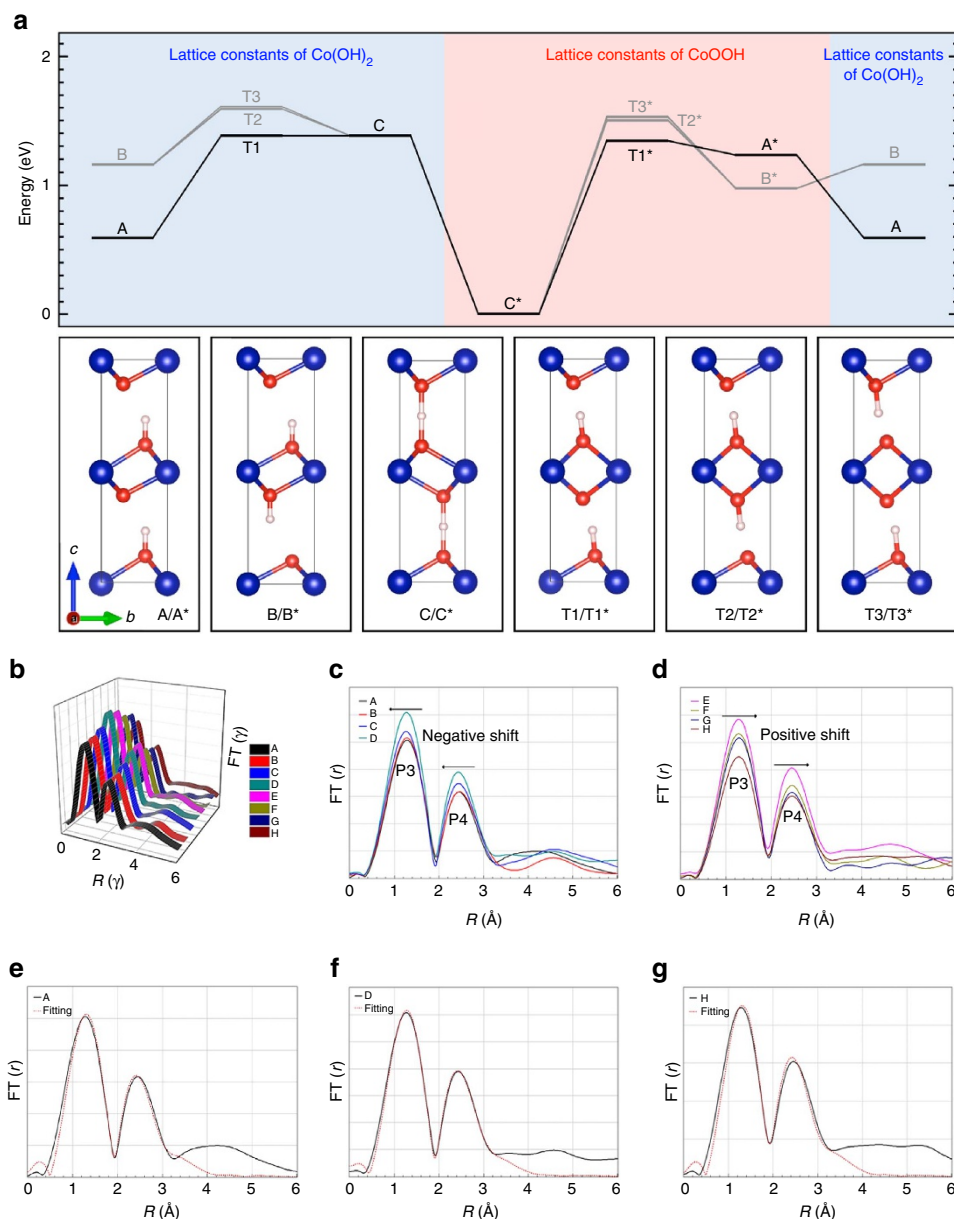 a
Lattice constants of Co(OH)2
Lattice constants of CoOOH
Lattice constants
of Co(OH)2
Energy (eV)
2
1
0
B
A
T3
T2
T1
C
C*
T3*
T2*
T1*
A*
B*
B
A
c
b
a
A/A*
B/B*
C/C*
T1/T1*
T2/T2*
T3/T3*
b
FT (γ)
0
2
4
6
R (γ)
A
B
C
D
E
F
G
H
c
A
B
C
D
Negative shift
P3
P4
FT (r)
0 1 2 3 4 5 6
R (Å)
d
E
F
G
H
Positive shift
P3
P4
FT (r)
0 1 2 3 4 5 6
R (Å)
e
A
Fitting
FT (r)
0 1 2 3 4 5 6
R (Å)
f
D
Fitting
FT (r)
0 1 2 3 4 5 6
R (Å)
g
H
Fitting
FT (r)
0 1 2 3 4 5 6
R (Å)